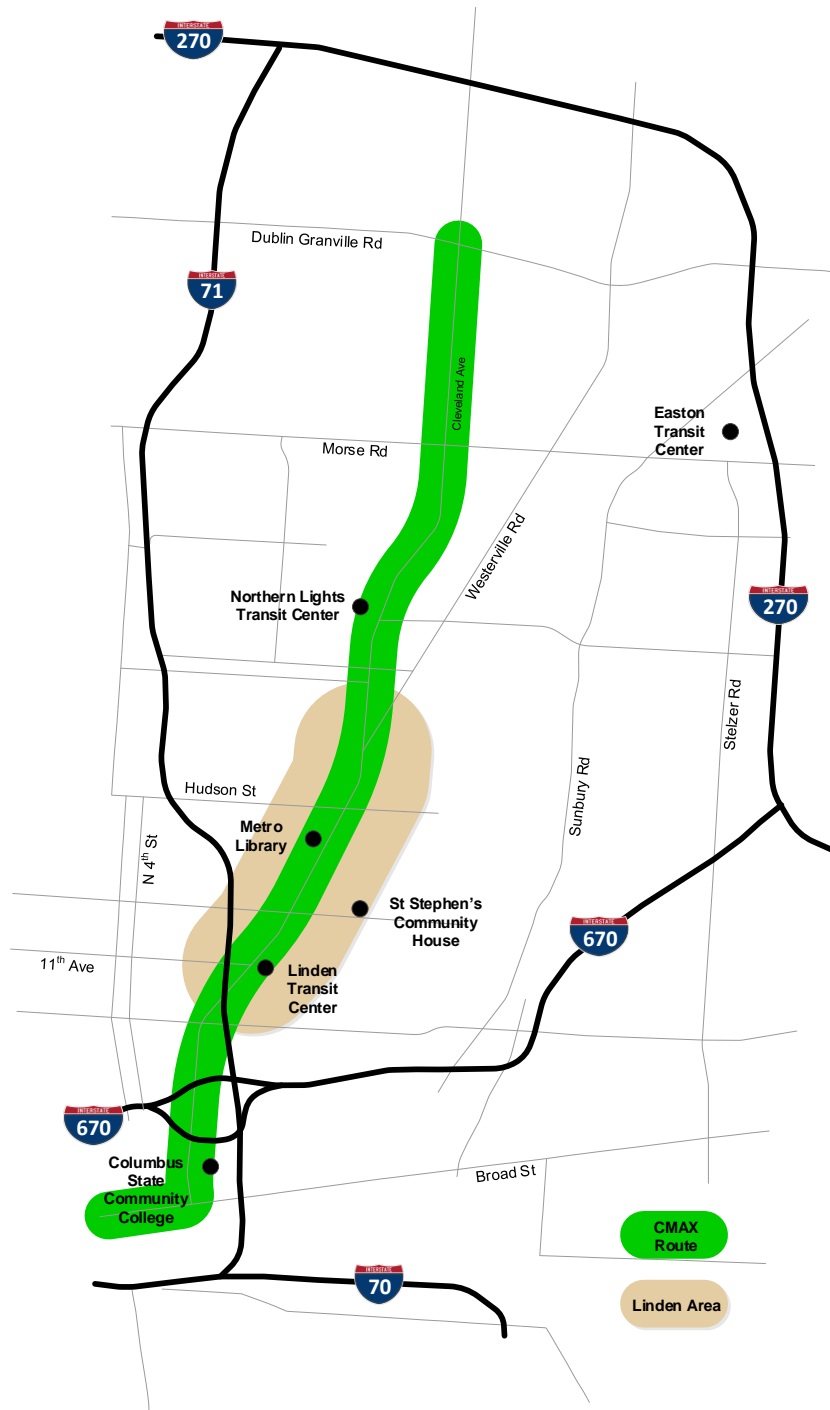 INTERSTATE
270
Dublin Granville Rd
INTERSTATE
71
Cleveland Ave
Easton
Transit
Center
Morse Rd
Westerville Rd
Northern Lights
Transit Center
INTERSTATE
270
Stelzer Rd
Sunbury Rd
Hudson St
Metro
Library
N 4th St
St Stephen's
Community
House
INTERSTATE
670
11th Ave
Linden
Transit
Center
INTERSTATE
670
Columbus
State
Community
College
Broad St
CMAX
Route
INTERSTATE
70
Linden Area